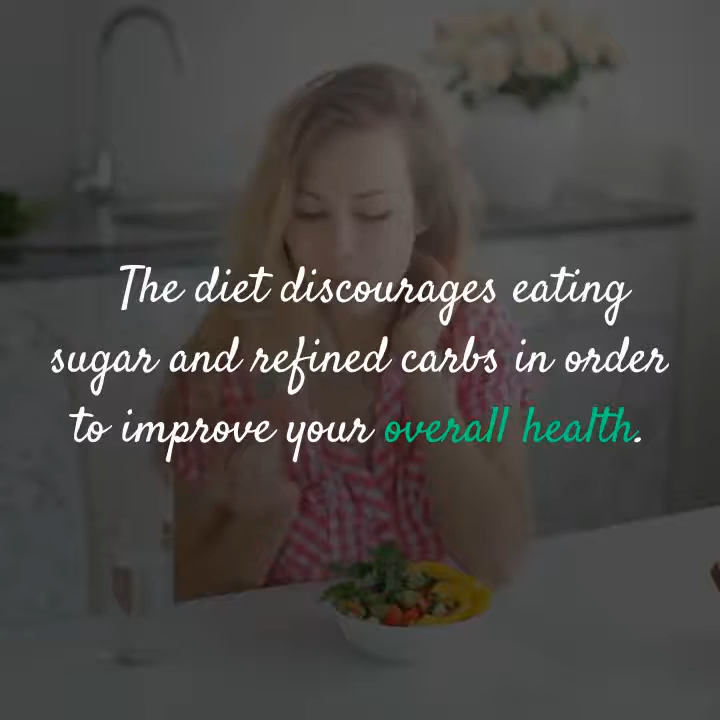 The diet discourages eating
sugar and refined carbs in order
to improve your overall health.